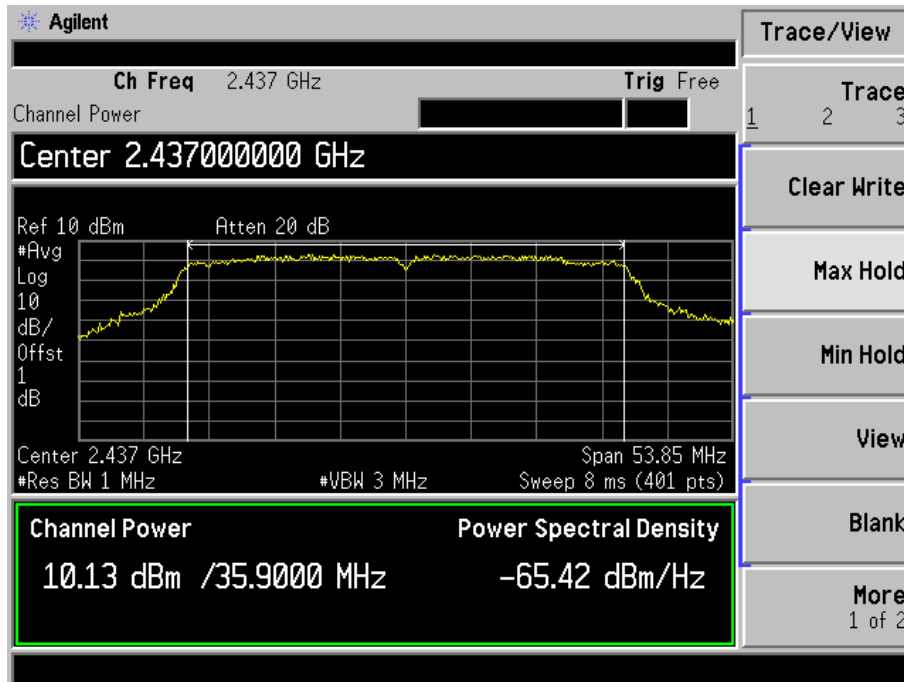 Agilent
Trace/View
Ch Freq 2.437 GHz Trig Free
Channel Power
Trace
1 2 3
Center 2.437000000 GHz
Clear Write
Ref 10 dBm Atten 20 dB
#Avg
Log
10
dB/
Offst
1
dB
Max Hold
Min Hold
View
Center 2.437 GHz Span 53.85 MHz
#Res BW 1 MHz #VBW 3 MHz Sweep 8 ms (401 pts)
Channel Power Power Spectral Density
10.13 dBm /35.9000 MHz -65.42 dBm/Hz
Blank
More
1 of 2